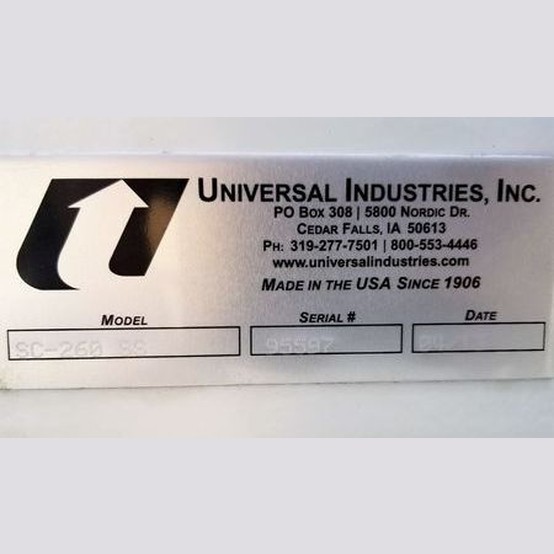 UNIVERSAL INDUSTRIES, INC.
PO BOX 308 | 5800 NORDIC DR.
CEDAR FALLS, IA 50613
PH: 319-277-7501 | 800-553-4446
www.universalindustries.com
MADE IN THE USA SINCE 1906
MODEL SERIAL # DATE
SC-260 SS 95597